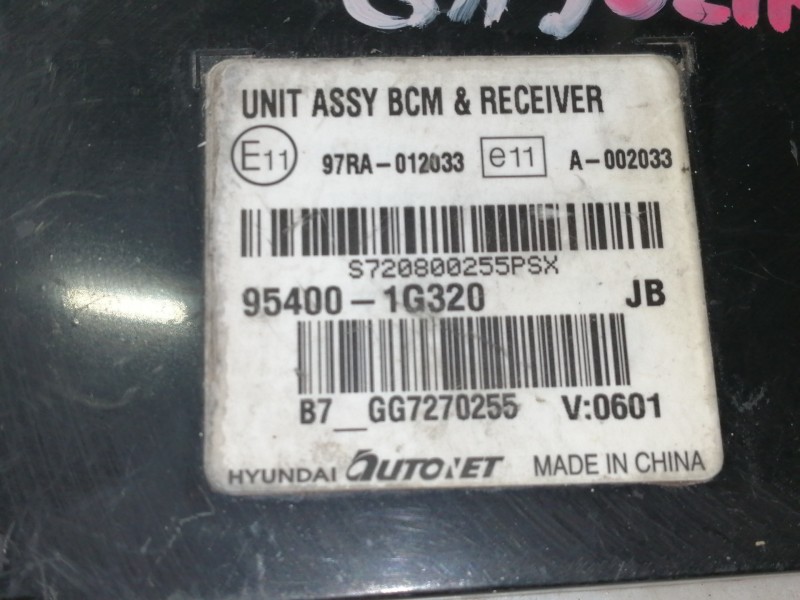 UNIT ASSY BCM & RECEIVER
E11 97RA-012033 e11 A-002033
S720800255PSX
95400-1G320 JB
B7__GG7270255 V:0601
HYUNDAI AUTONET MADE IN CHINA